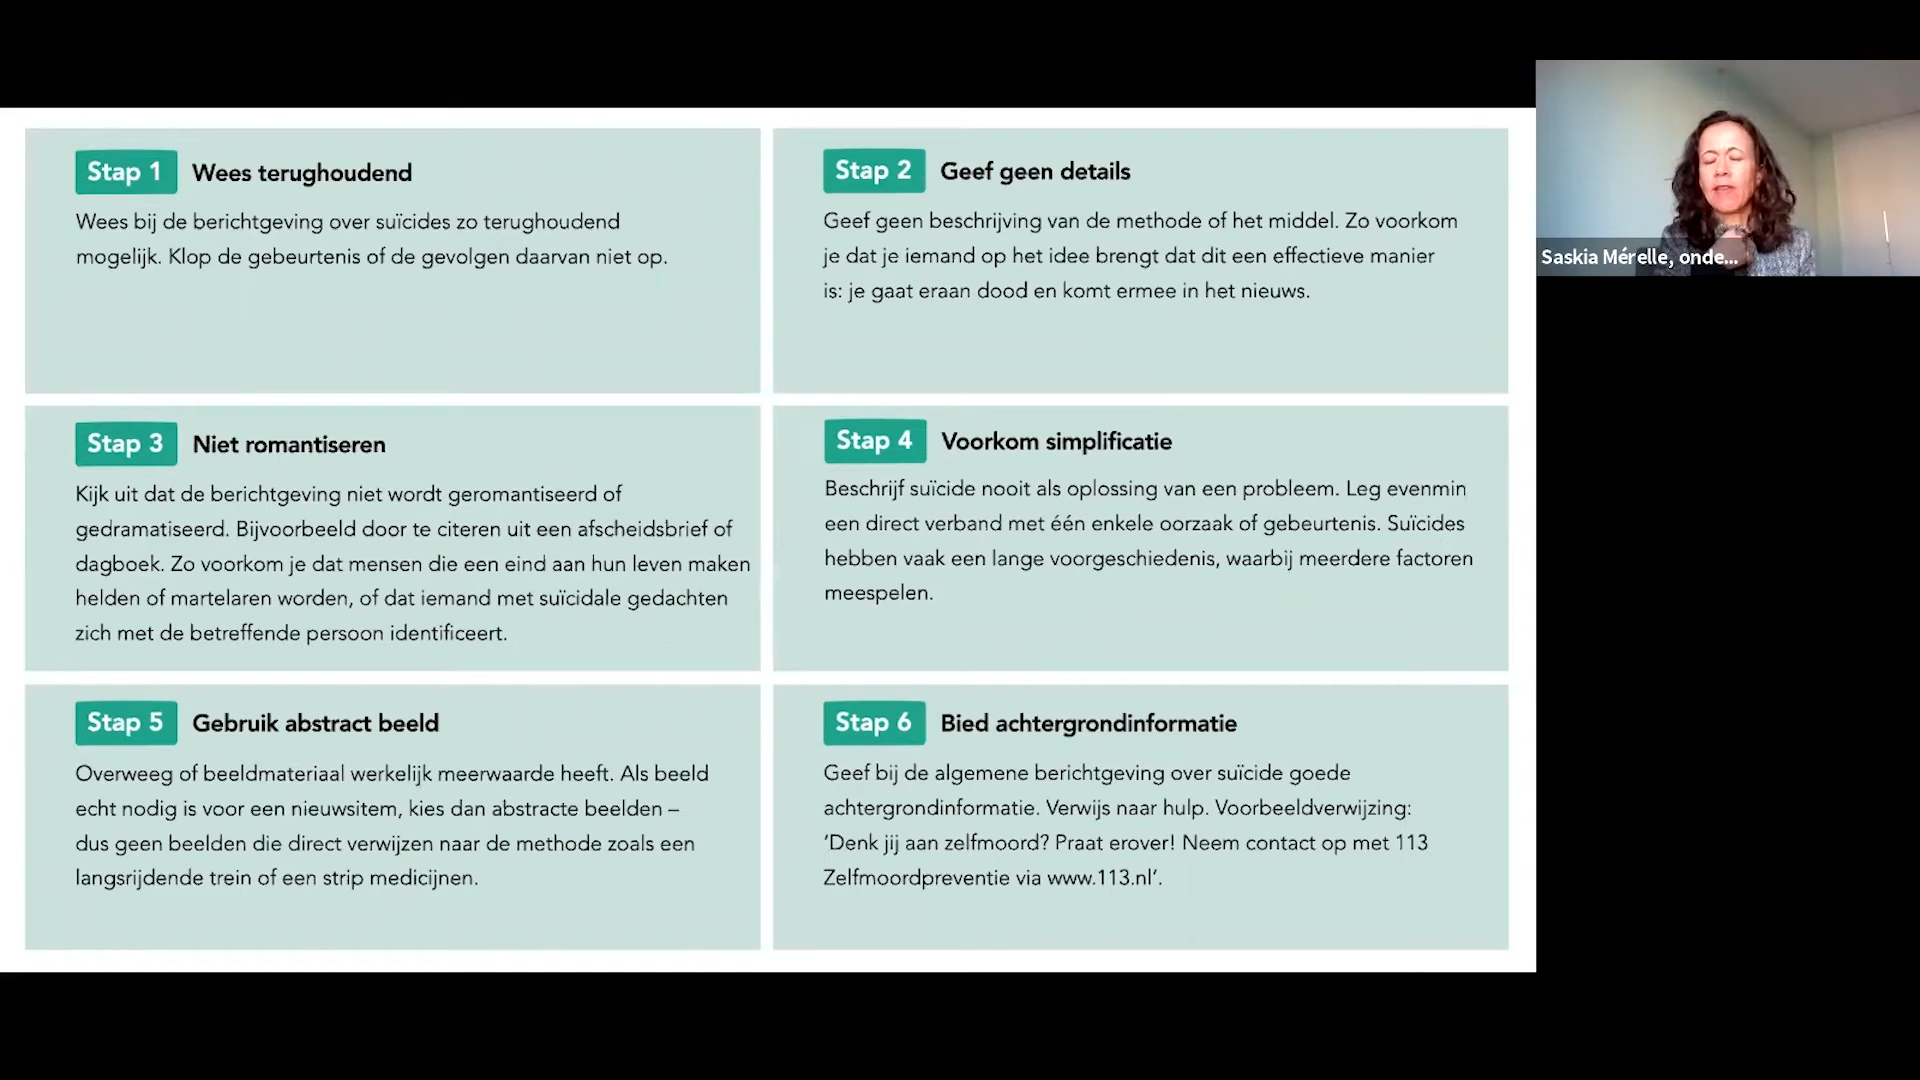 Stap 1 Wees terughoudend
Wees bij de berichtgeving over suïcides zo terughoudend
mogelijk. Klop de gebeurtenis of de gevolgen daarvan niet op.
Stap 2 Geef geen details
Geef geen beschrijving van de methode of het middel. Zo voorkom
je dat je iemand op het idee brengt dat dit een effectieve manier
is: je gaat eraan dood en komt ermee in het nieuws.
Stap 3 Niet romantiseren
Kijk uit dat de berichtgeving niet wordt geromantiseerd of
gedramatiseerd. Bijvoorbeeld door te citeren uit een afscheidsbrief of
dagboek. Zo voorkom je dat mensen die een eind aan hun leven maken
helden of martelaren worden, of dat iemand met suïcidale gedachten
zich met de betreffende persoon identificeert.
Stap 4 Voorkom simplificatie
Beschrijf suïcide nooit als oplossing van een probleem. Leg evenmin
een direct verband met één enkele oorzaak of gebeurtenis. Suïcides
hebben vaak een lange voorgeschiedenis, waarbij meerdere factoren
meespelen.
Stap 5 Gebruik abstract beeld
Overweeg of beeldmateriaal werkelijk meerwaarde heeft. Als beeld
echt nodig is voor een nieuwsitem, kies dan abstracte beelden –
dus geen beelden die direct verwijzen naar de methode zoals een
langsrijdende trein of een strip medicijnen.
Stap 6 Bied achtergrondinformatie
Geef bij de algemene berichtgeving over suïcide goede
achtergrondinformatie. Verwijs naar hulp. Voorbeeldverwijzing:
‘Denk jij aan zelfmoord? Praat erover! Neem contact op met 113
Zelfmoordpreventie via www.113.nl’.
Saskia Mérelle, onde...